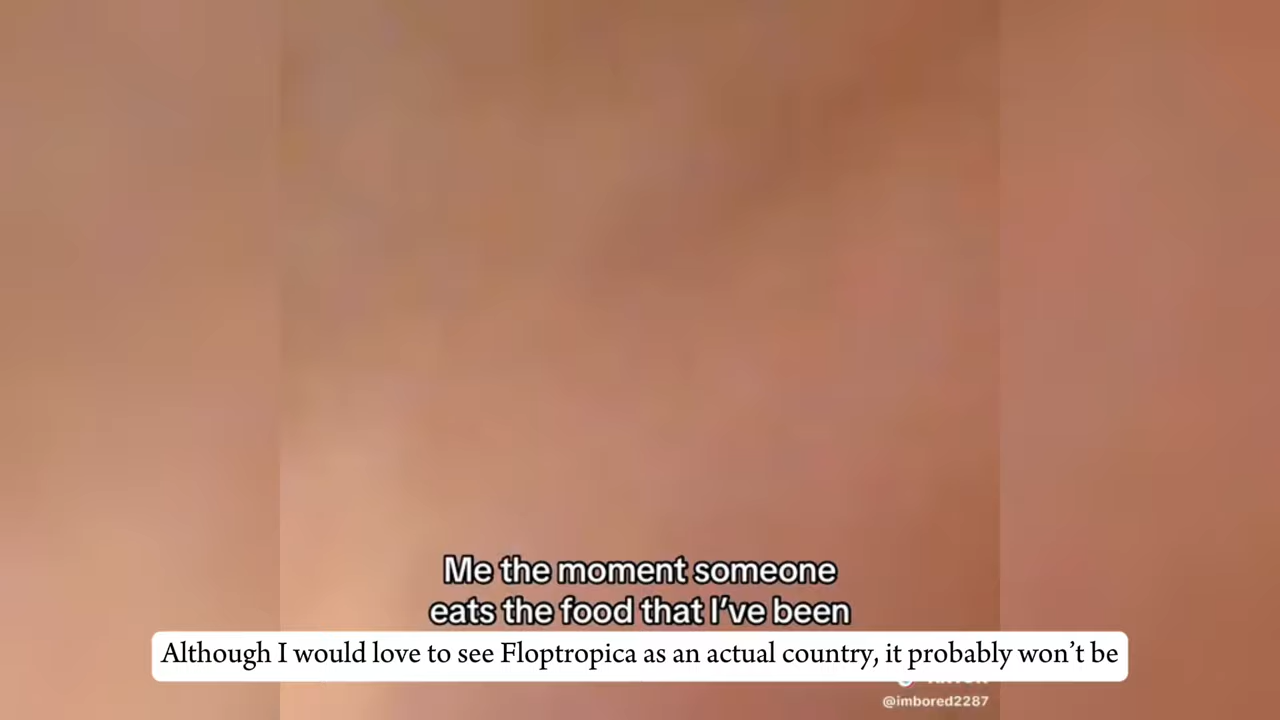 Me the moment someone
eats the food that I've been
Although I would love to see Floptropica as an actual country, it probably won't be
@imbored2287